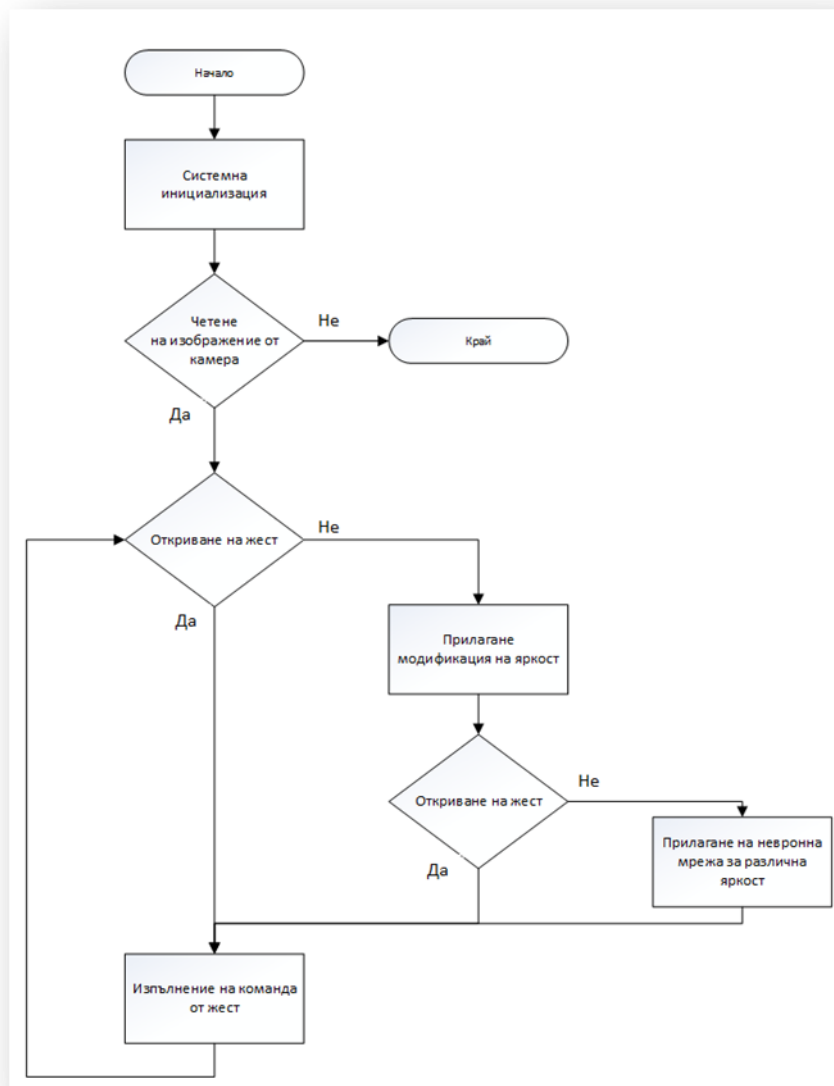 Начало
Системна
инициализация
Четене
на изображение от
камера
Не
Край
Да
Откриване на жест
Не
Да
Прилагане
модификация на яркост
Откриване на жест
Не
Да
Прилагане на невронна
мрежа за различна
яркост
Изпълнение на команда
от жест